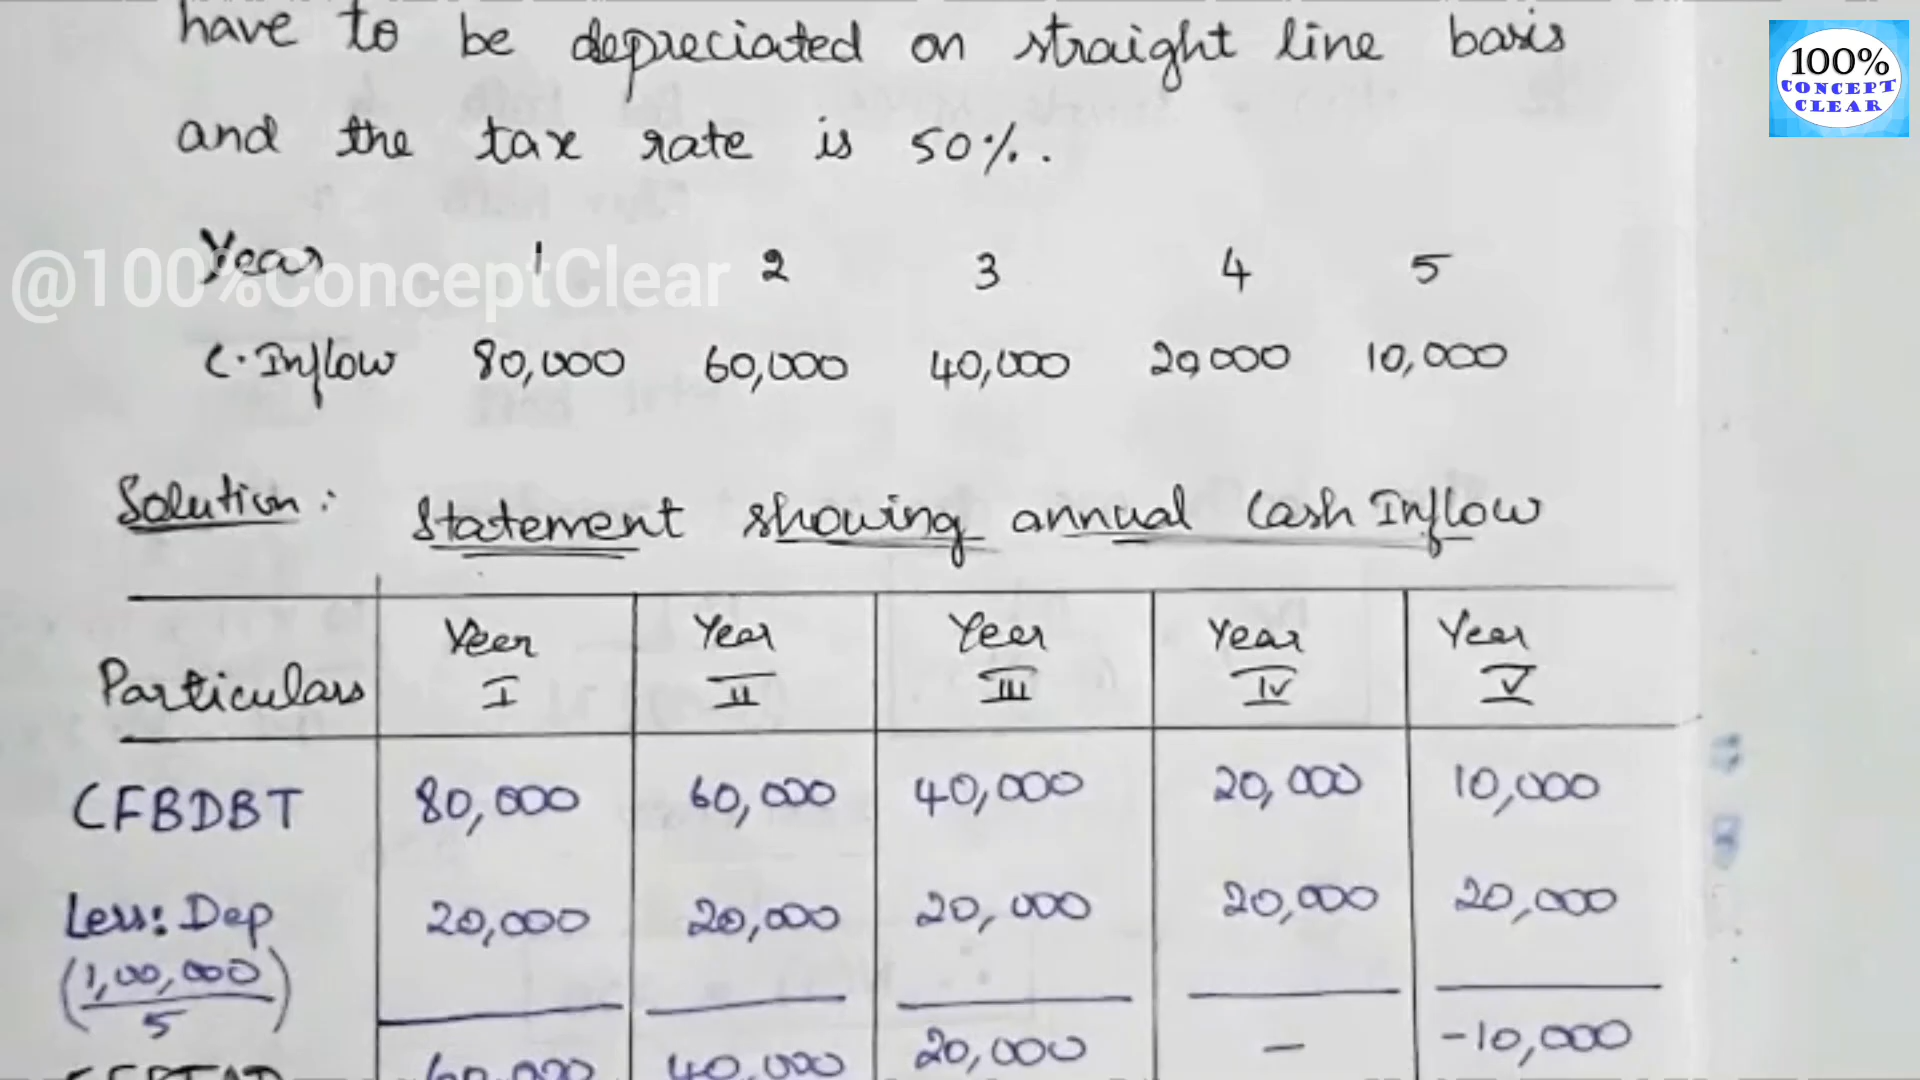 have to be depreciated on straight line basis
100%
CONCEPT
CLEAR
and the tax rate is 50%.
Year 1 2 3 4 5
@100%ConceptClear
C.Inflow 80,000 60,000 40,000 20,000 10,000
Solution: Statement showing annual Cash Inflow
Particulars Year I Year II Year III Year IV Year V
CFBDBT 80,000 60,000 40,000 20,000 10,000
Less: Dep 20,000 20,000 20,000 20,000 20,000
(1,00,000
5)
60,000 40,000 20,000 — -10,000